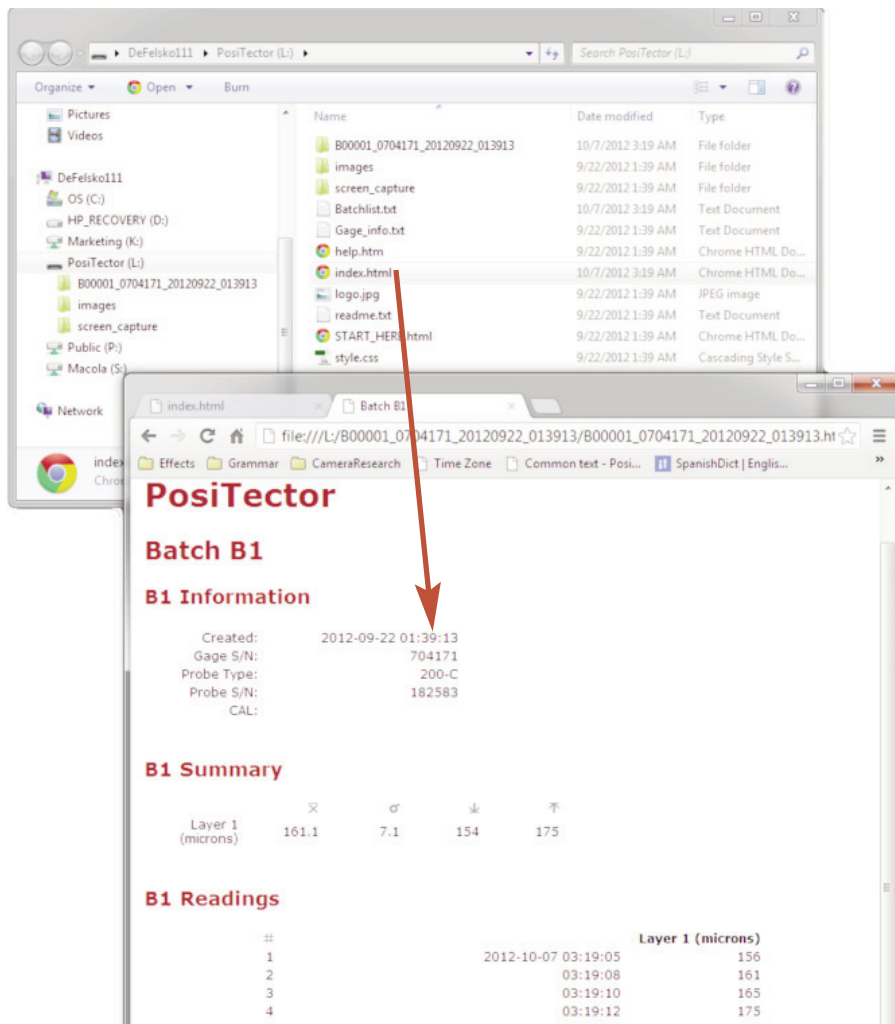 DeFelsko111 PosiTector (L:) Search PosiTector (L:)
Organize Open Burn
Pictures
Videos
DeFelsko111
OS (C:)
HP_RECOVERY (D:)
Marketing (K:)
PosiTector (L:)
B00001_0704171_20120922_013913
images
screen_capture
Public (P:)
Macola (S:)
Network
Name Date modified Type
B00001_0704171_20120922_013913 10/7/2012 3:19 AM File folder
images 9/22/2012 1:39 AM File folder
screen_capture 9/22/2012 1:39 AM File folder
Batchlist.txt 10/7/2012 3:19 AM Text Document
Gage_info.txt 9/22/2012 1:39 AM Text Document
help.htm 9/22/2012 1:39 AM Chrome HTML Do...
index.html 10/7/2012 3:19 AM Chrome HTML Do...
logo.jpg 9/22/2012 1:39 AM JPEG image
readme.txt 9/22/2012 1:39 AM Text Document
START_HERE.html 9/22/2012 1:39 AM Chrome HTML Do...
style.css 9/22/2012 1:39 AM Cascading Style S...
index
Chro
index.html Batch B1
file:///L:/B00001_0704171_20120922_013913/B00001_0704171_20120922_013913.ht
Effects Grammar CameraResearch Time Zone Common text - Posi... SpanishDict | Englis... »
PosiTector
Batch B1
B1 Information
Created: 2012-09-22 01:39:13
Gage S/N: 704171
Probe Type: 200-C
Probe S/N: 182583
CAL:
B1 Summary
x̅ σ ↓ ↑
Layer 1
(microns) 161.1 7.1 154 175
B1 Readings
# Layer 1 (microns)
1 2012-10-07 03:19:05 156
2 03:19:08 161
3 03:19:10 165
4 03:19:12 175